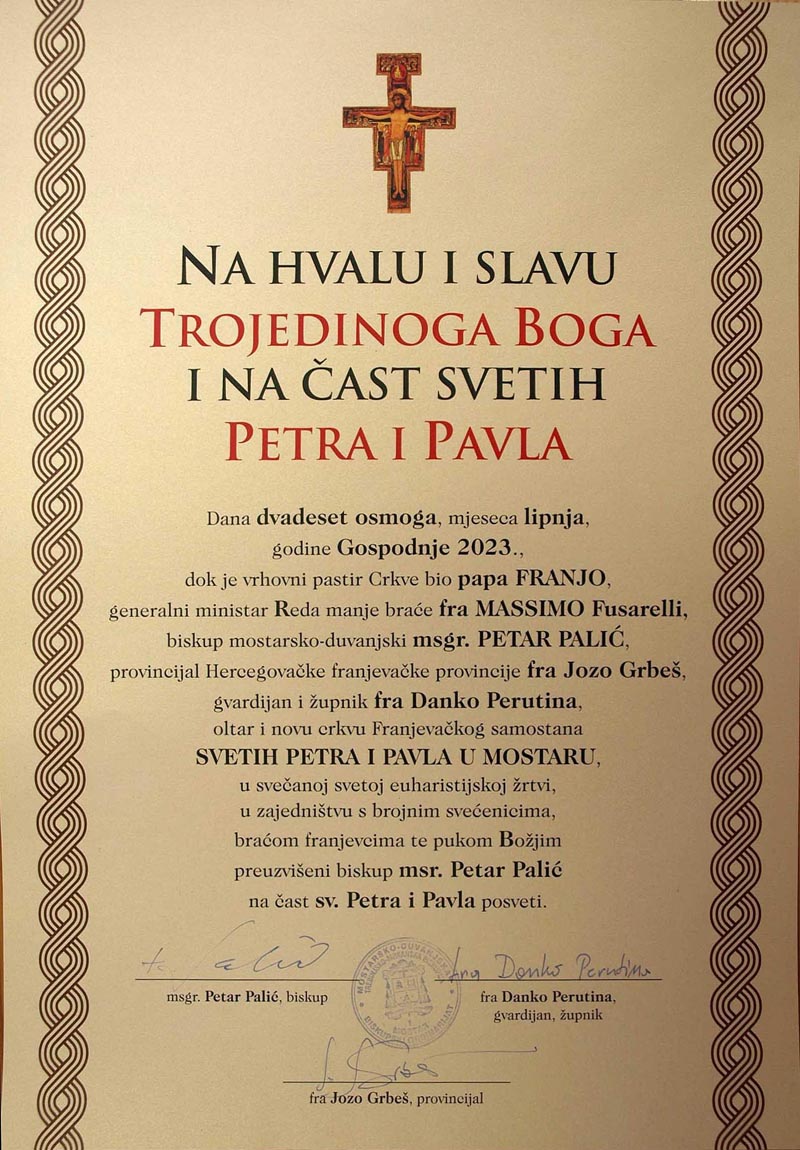 NA HVALU I SLAVU
TROJEDINOGA BOGA
I NA ČAST SVETIH
PETRA I PAVLA
Dana dvadeset osmoga, mjeseca lipnja,
godine Gospodnje 2023.,
dok je vrhovni pastir Crkve bio papa FRANJO,
generalni ministar Reda manje braće fra MASSIMO Fusarelli,
biskup mostarsko-duvanjski msgr. PETAR PALIĆ,
provincijal Hercegovačke franjevačke provincije fra Jozo Grbeš,
gvardijan i župnik fra Danko Perutina,
oltar i novu crkvu Franjevačkog samostana
SVETIH PETRA I PAVLA U MOSTARU,
u svečanoj svetoj euharistijskoj žrtvi,
u zajedništvu s brojnim svećenicima,
braćom franjevcima te pukom Božjim
preuzvišeni biskup msr. Petar Palić
na čast sv. Petra i Pavla posveti.
fra Danko Perutina
msgr. Petar Palić, biskup
fra Danko Perutina,
gvardijan, župnik
fra Jozo Grbeš, provincijal